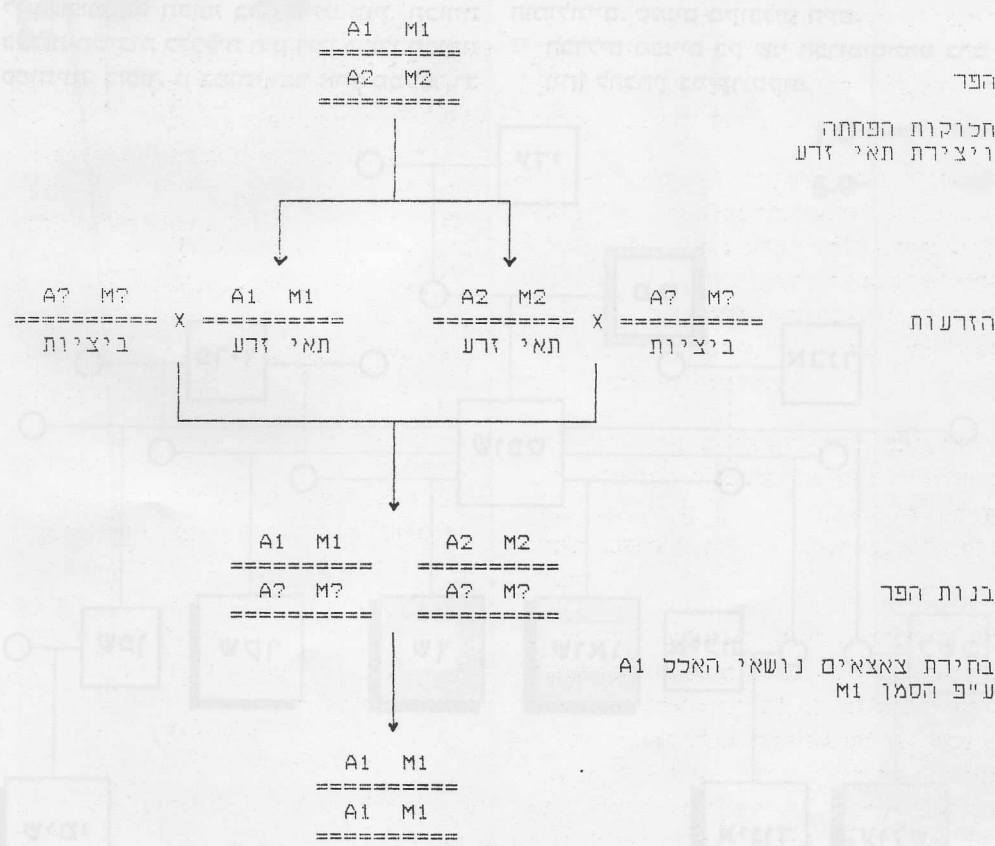 A1 M1
==========
A2 M2
==========
הפר
חלוקות הפחתה
ויצירת תאי זרע
A? M? A1 M1 A2 M2 A? M?
========== X ========== ========== X ==========
ביציות תאי זרע תאי זרע ביציות
הזרעות
A1 M1 A2 M2
========== ==========
A? M? A? M?
========== ==========
בנות הפר
בחירת צאצאים נושאי האלל A1
ע"פ הסמן M1
A1 M1
==========
A1 M1
==========